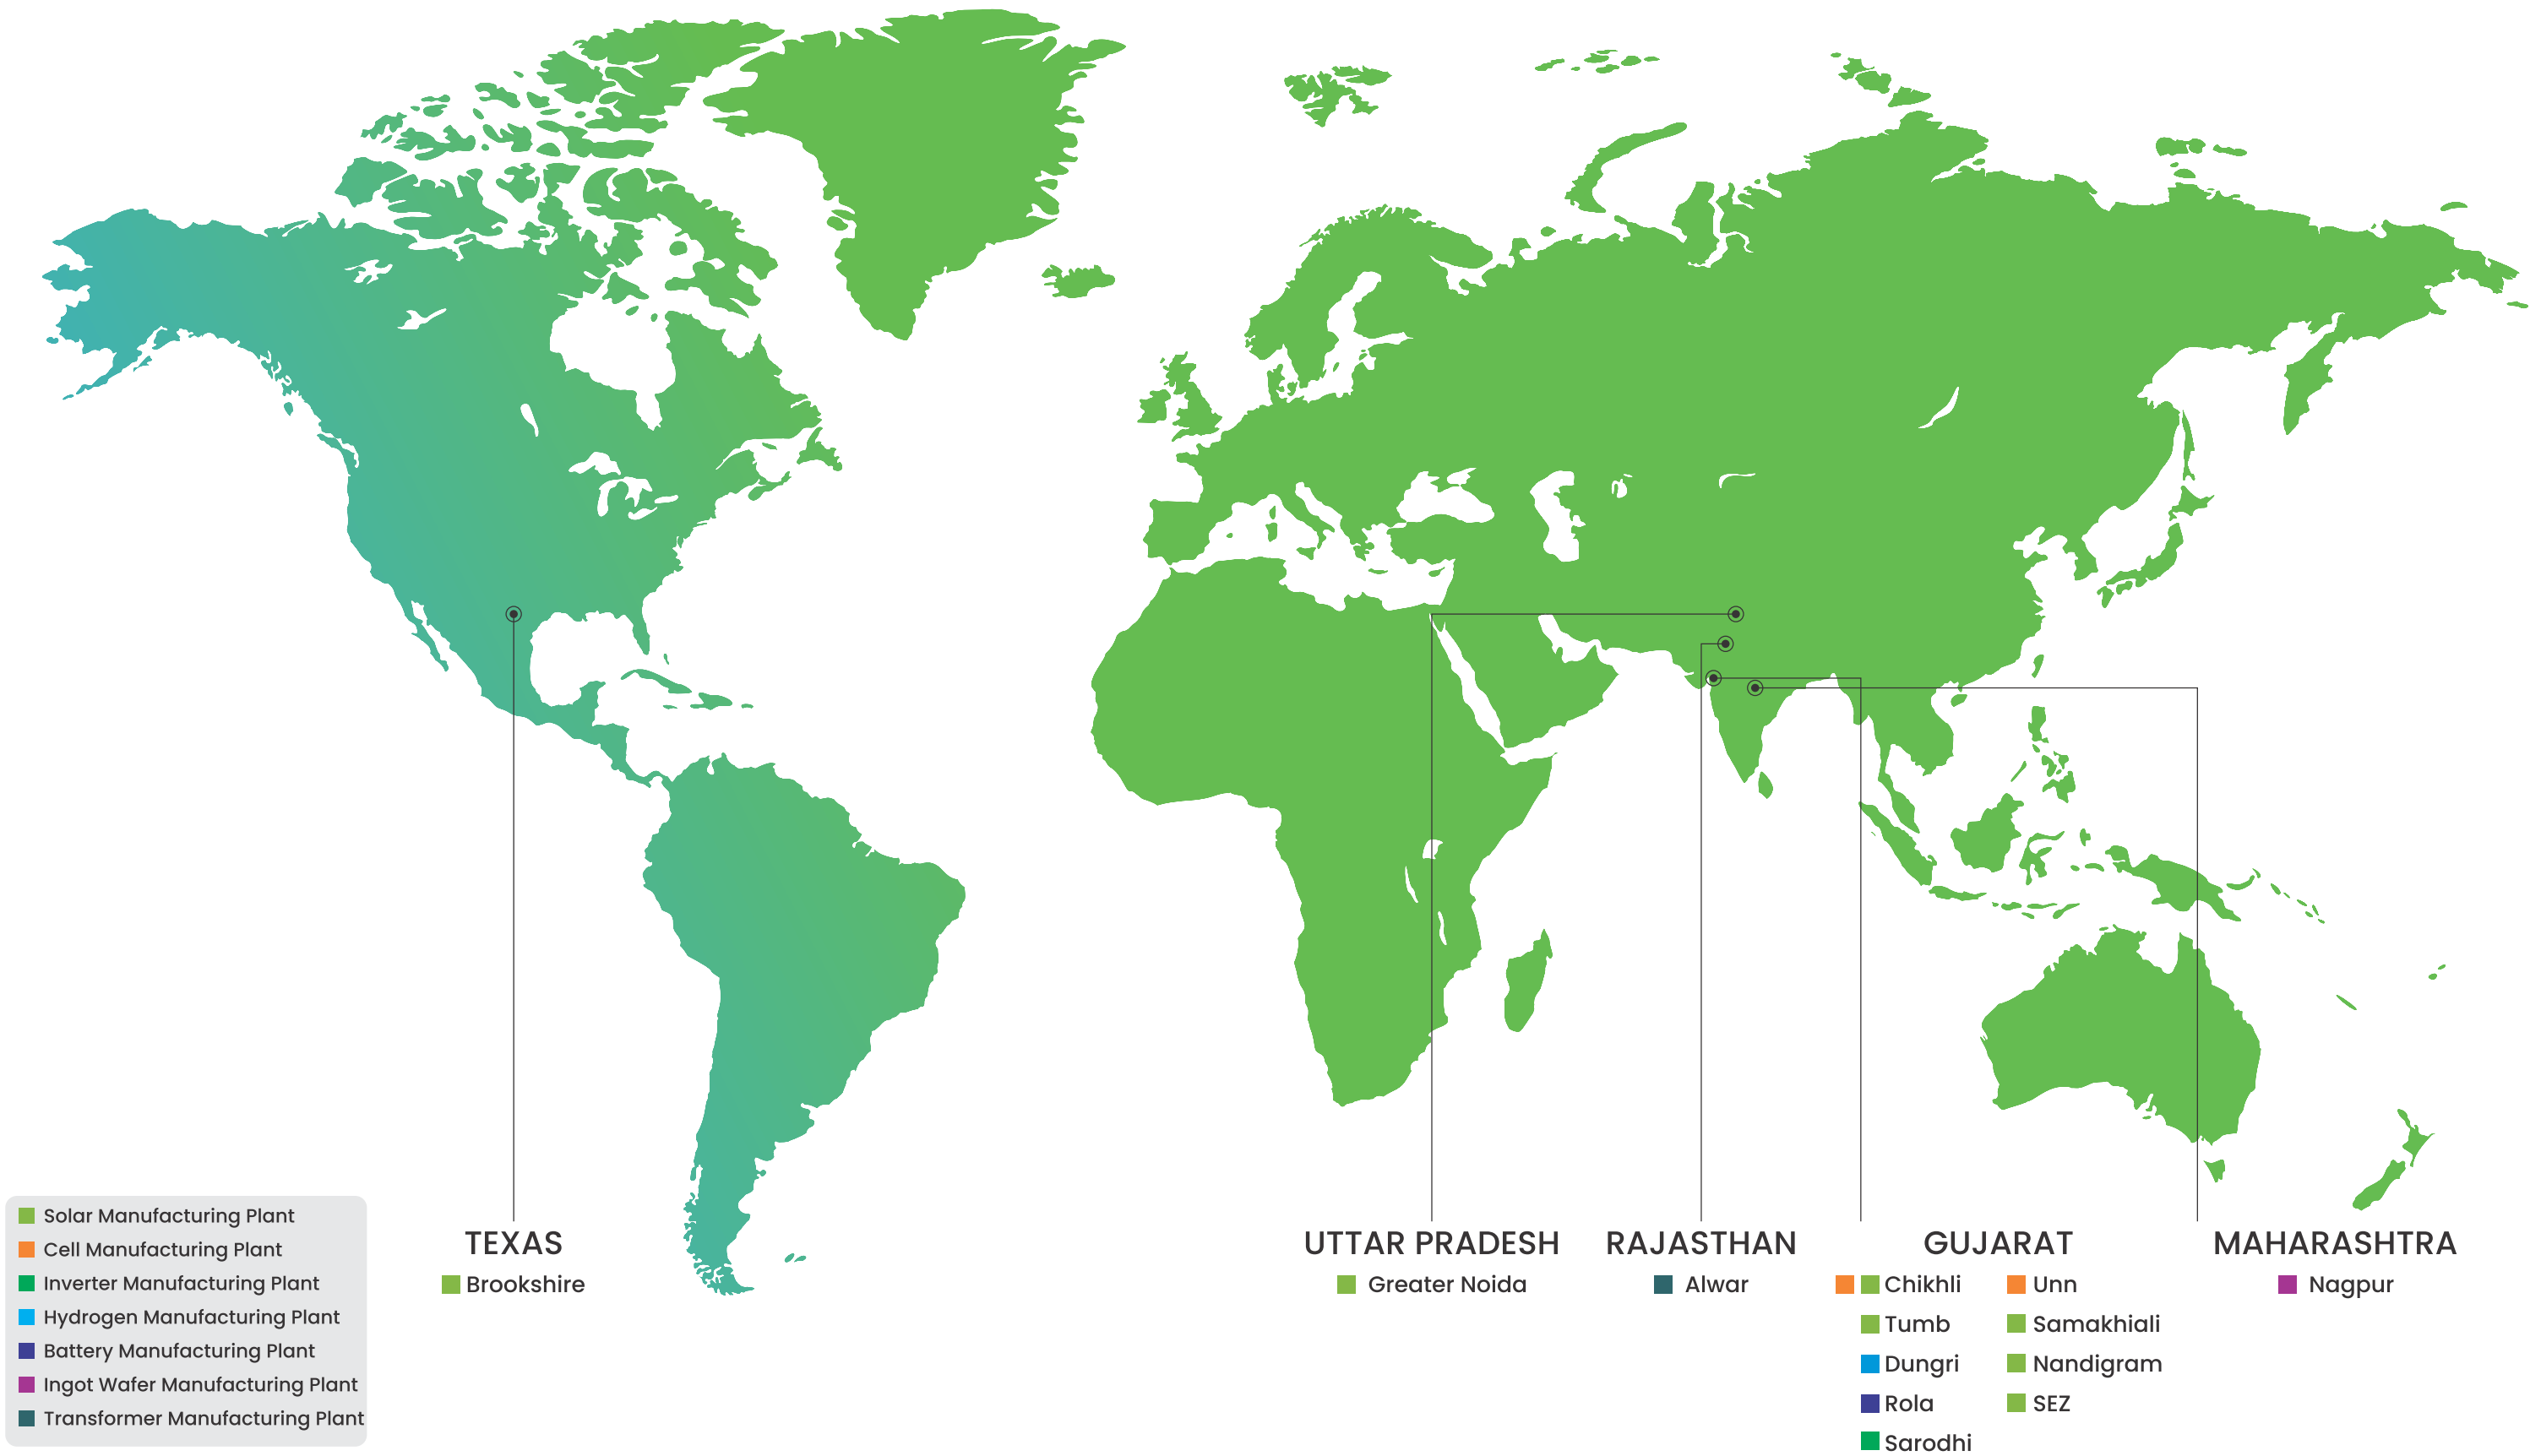 Solar Manufacturing Plant
Cell Manufacturing Plant
Inverter Manufacturing Plant
Hydrogen Manufacturing Plant
Battery Manufacturing Plant
Ingot Wafer Manufacturing Plant
Transformer Manufacturing Plant
TEXAS
Brookshire
UTTAR PRADESH
Greater Noida
RAJASTHAN
Alwar
GUJARAT
Chikhli
Tumb
Dungri
Rola
Sarodhi
Unn
Samakhiali
Nandigram
SEZ
MAHARASHTRA
Nagpur